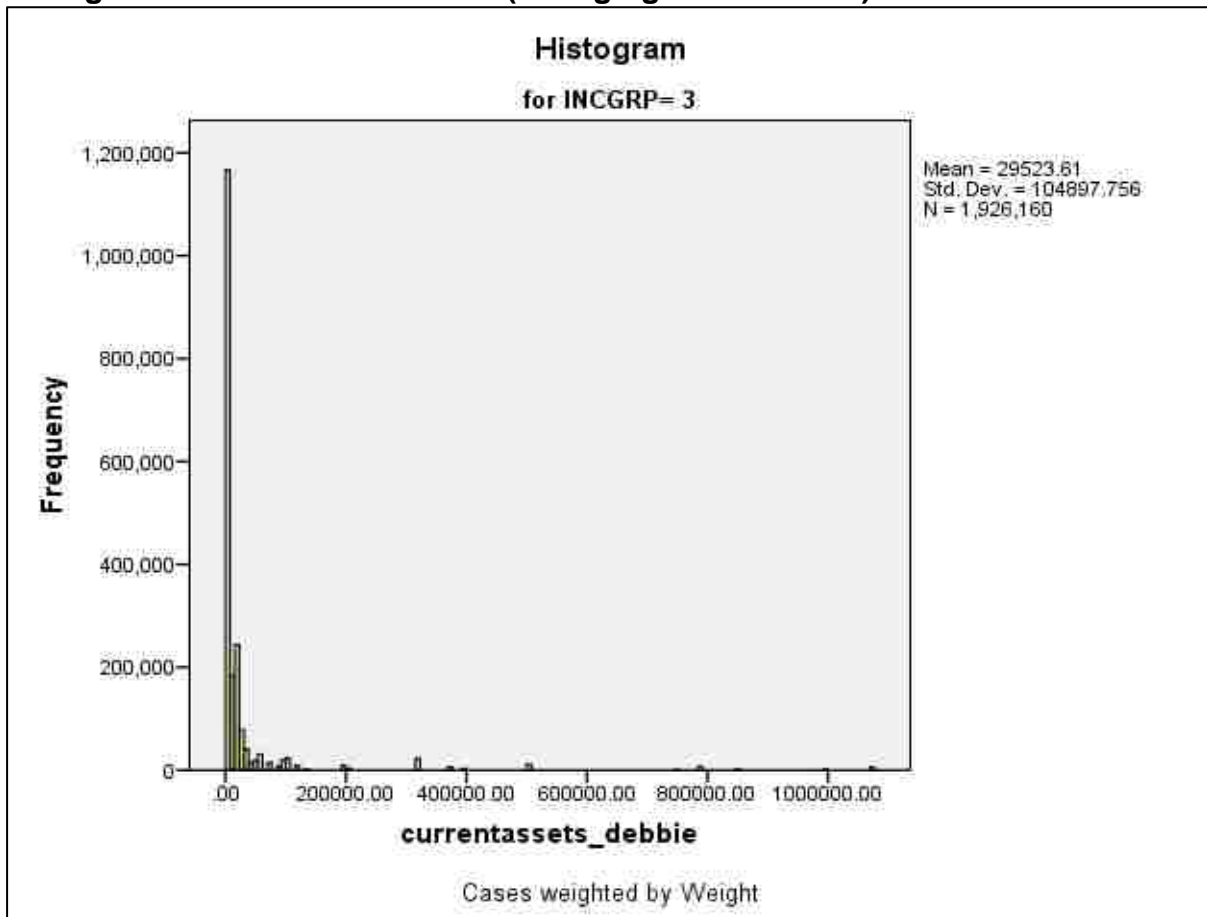 Histogram
for INCGRP= 3
1,200,000
1,000,000
800,000
600,000
400,000
200,000
0
Frequency
.00
200000.00
400000.00
600000.00
800000.00
1000000.00
currentassets_debbie
Cases weighted by Weight
Mean = 29523.61
Std. Dev. = 104897.756
N = 1,926,160